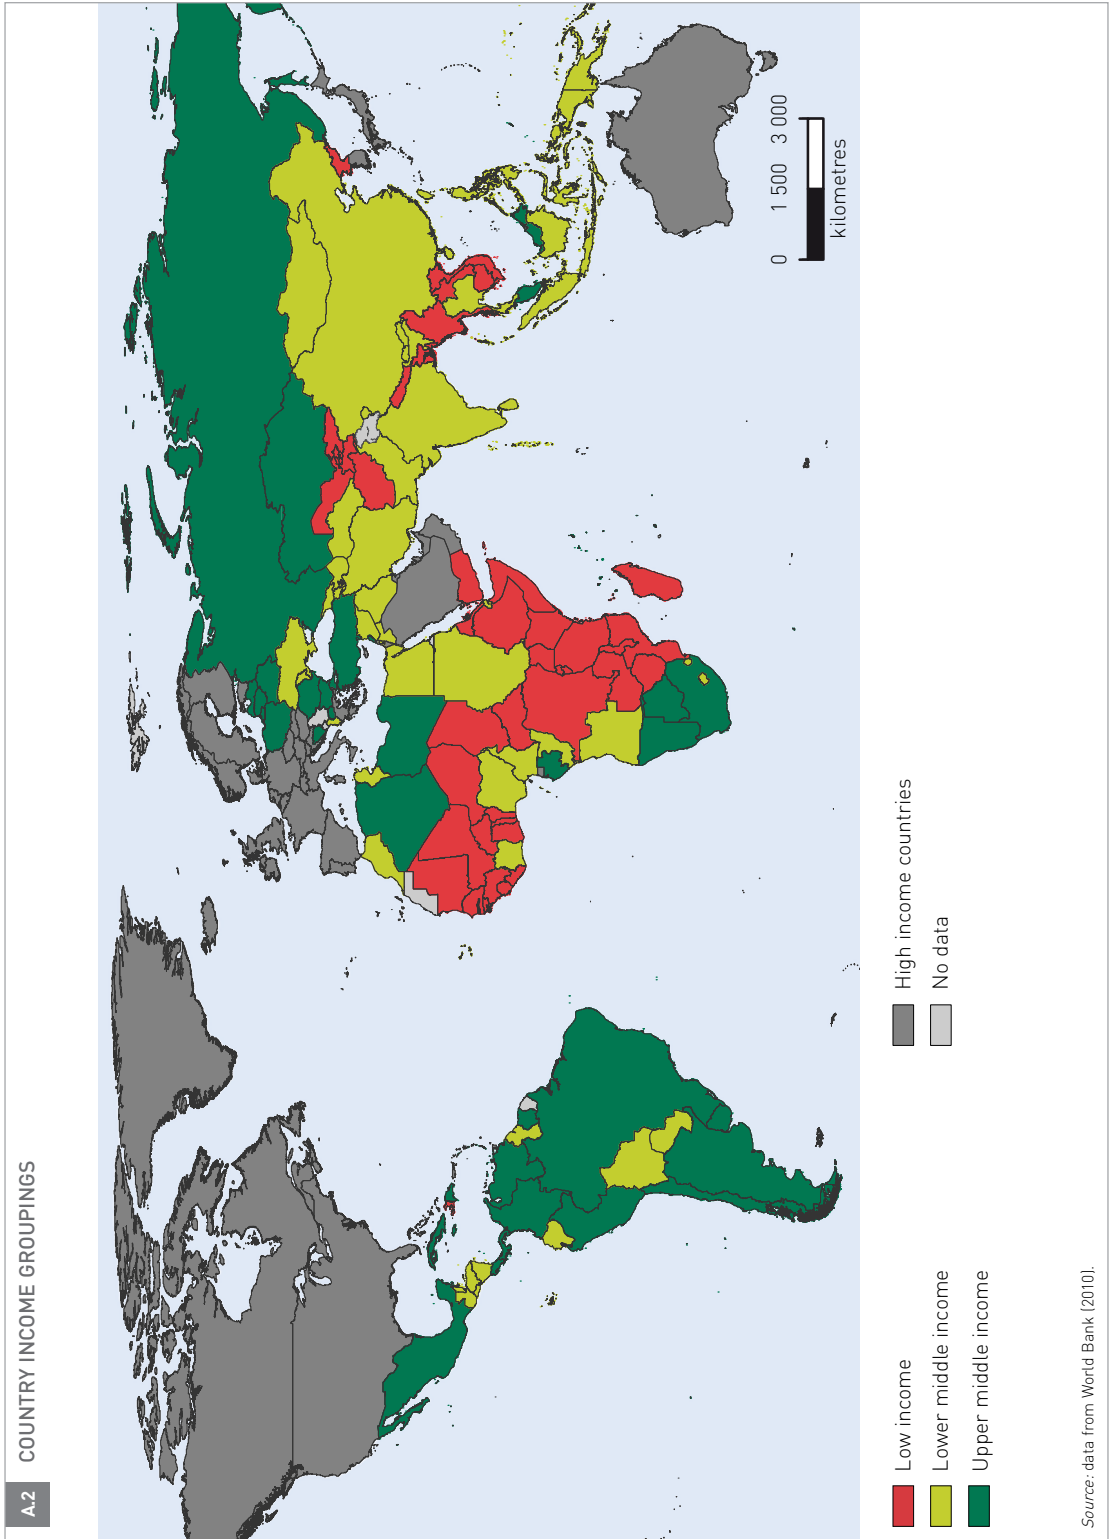 A.2 COUNTRY INCOME GROUPINGS
0 1 500 3 000
kilometres
Low income
Lower middle income
Upper middle income
High income countries
No data
Source: data from World Bank [2010].